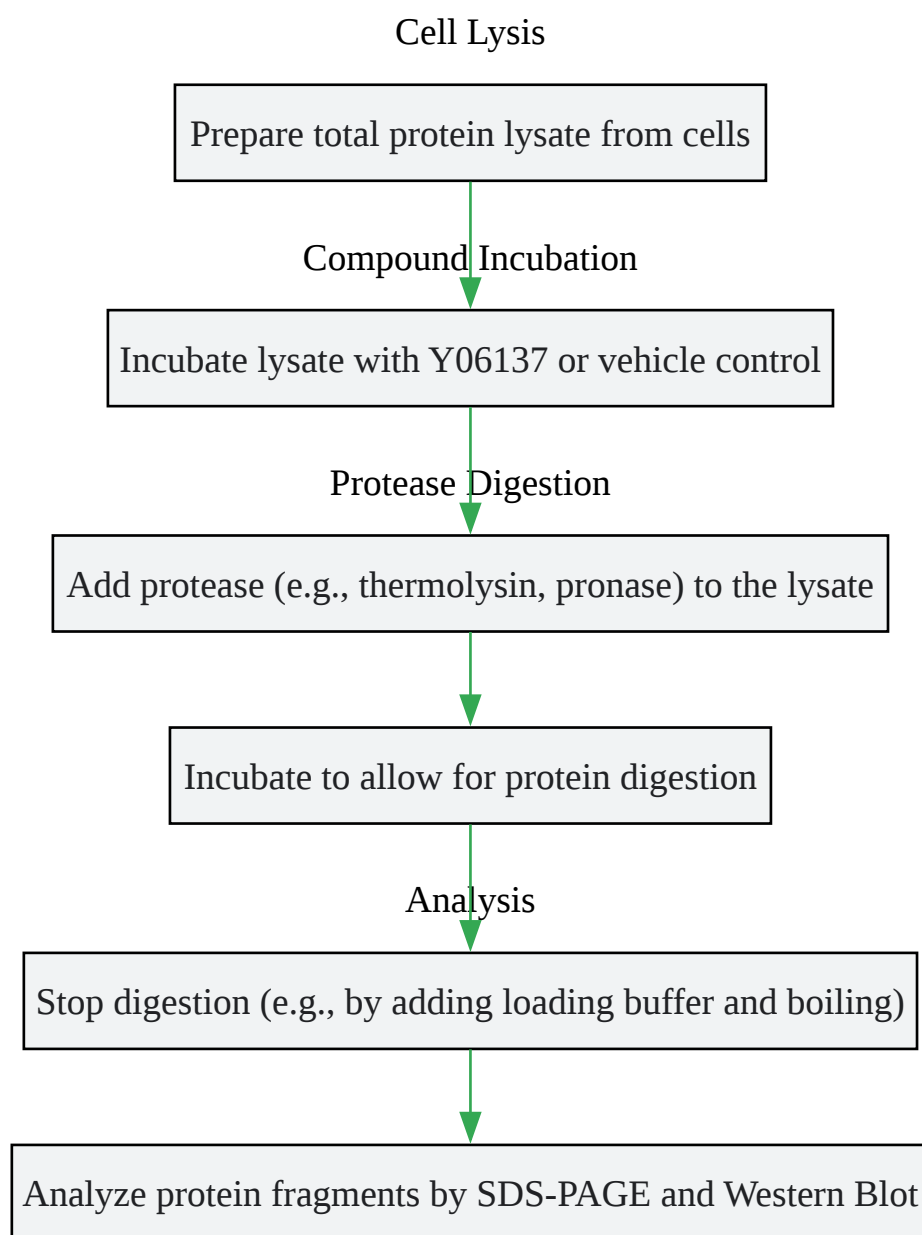 Cell Lysis
Prepare total protein lysate from cells
Compound Incubation
Incubate lysate with Y06137 or vehicle control
Protease Digestion
Add protease (e.g., thermolysin, pronase) to the lysate
Incubate to allow for protein digestion
Analysis
Stop digestion (e.g., by adding loading buffer and boiling)
Analyze protein fragments by SDS-PAGE and Western Blot